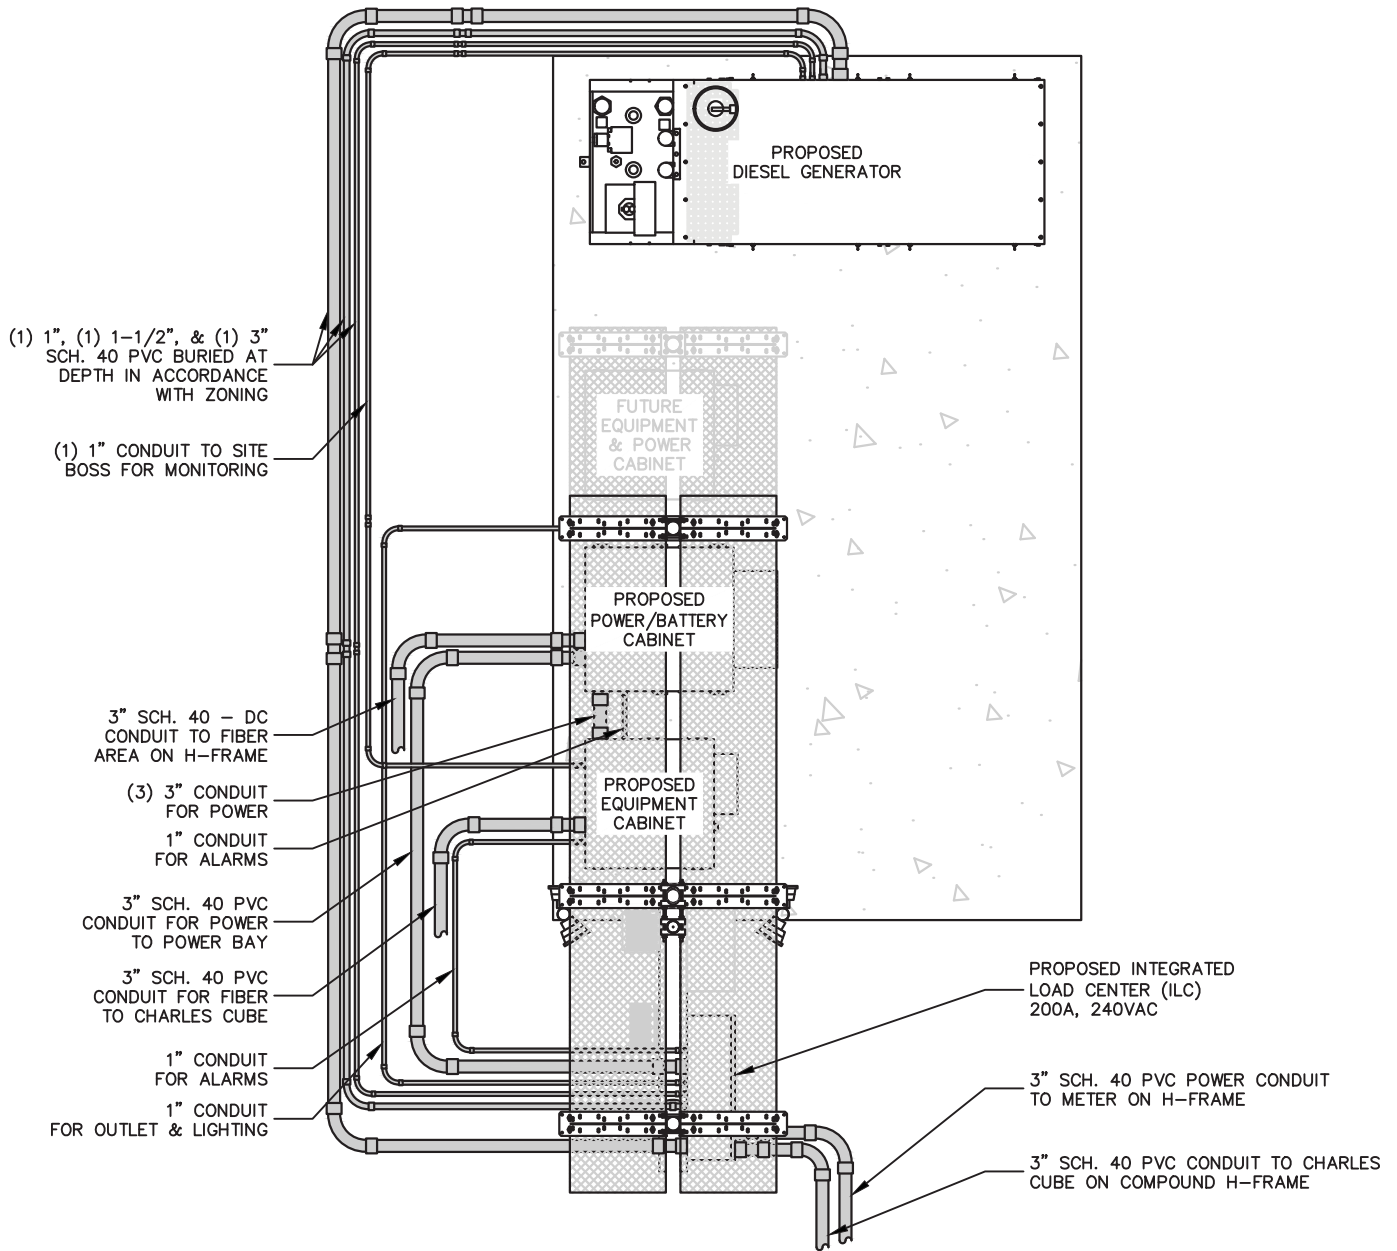 PROPOSED
DIESEL GENERATOR
(1) 1”, (1) 1-1/2”, & (1) 3”
SCH. 40 PVC BURIED AT
DEPTH IN ACCORDANCE
WITH ZONING
(1) 1” CONDUIT TO SITE
BOSS FOR MONITORING
FUTURE
EQUIPMENT
& POWER
CABINET
PROPOSED
POWER/BATTERY
CABINET
3” SCH. 40 - DC
CONDUIT TO FIBER
AREA ON H-FRAME
(3) 3” CONDUIT
FOR POWER
1” CONDUIT
FOR ALARMS
PROPOSED
EQUIPMENT
CABINET
3” SCH. 40 PVC
CONDUIT FOR POWER
TO POWER BAY
3” SCH. 40 PVC
CONDUIT FOR FIBER
TO CHARLES CUBE
1” CONDUIT
FOR ALARMS
1” CONDUIT
FOR OUTLET & LIGHTING
PROPOSED INTEGRATED
LOAD CENTER (ILC)
200A, 240VAC
3” SCH. 40 PVC POWER CONDUIT
TO METER ON H-FRAME
3” SCH. 40 PVC CONDUIT TO CHARLES
CUBE ON COMPOUND H-FRAME